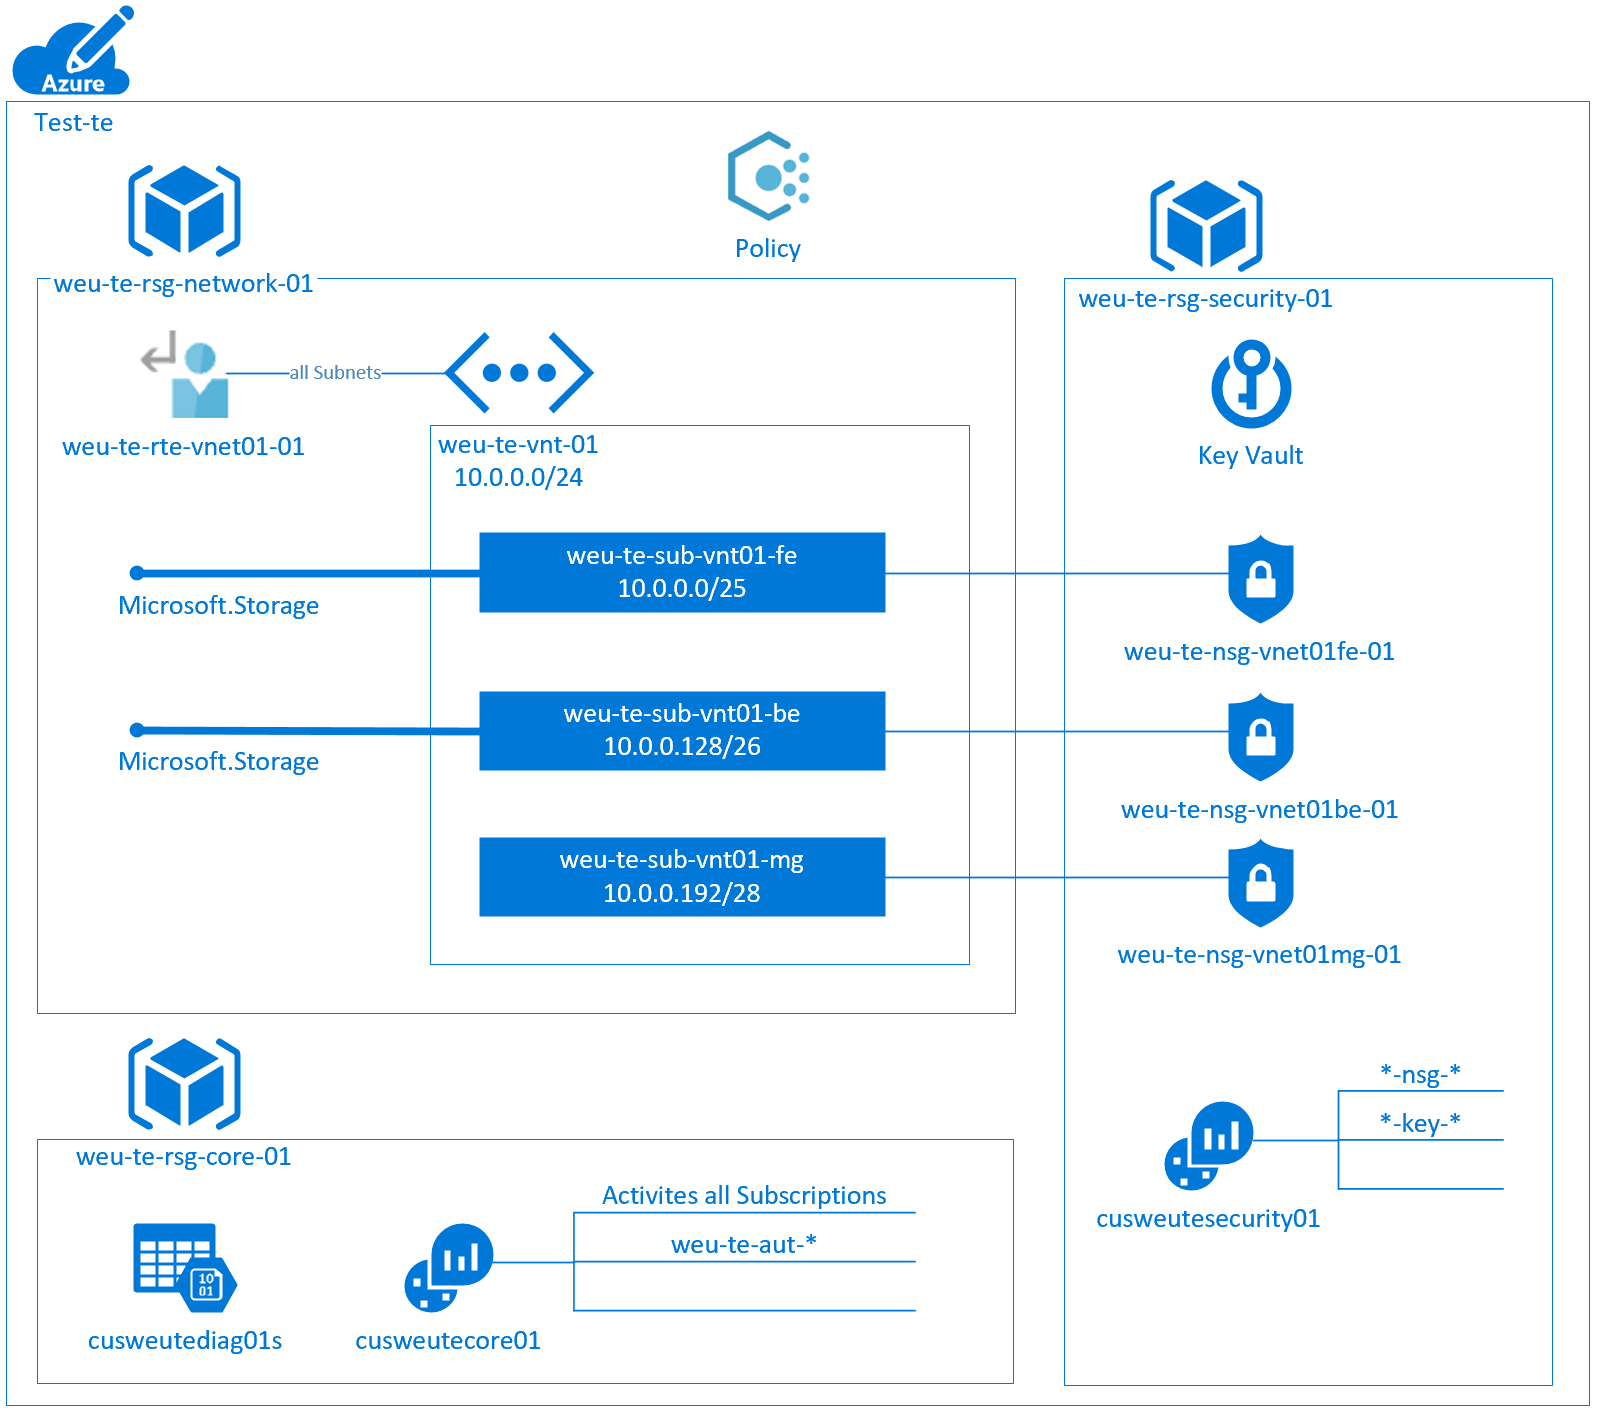 Azure
Test-te
Policy
weu-te-rsg-network-01
weu-te-rsg-security-01
all Subnets
weu-te-rte-vnet01-01
weu-te-vnt-01
10.0.0.0/24
Key Vault
weu-te-sub-vnt01-fe
10.0.0.0/25
Microsoft.Storage
weu-te-nsg-vnet01fe-01
weu-te-sub-vnt01-be
10.0.0.128/26
Microsoft.Storage
weu-te-nsg-vnet01be-01
weu-te-sub-vnt01-mg
10.0.0.192/28
weu-te-nsg-vnet01mg-01
*-nsg-*
*-key-*
cusweutesecurity01
weu-te-rsg-core-01
Activites all Subscriptions
weu-te-aut-*
10
01
cusweutediag01s
cusweutecore01